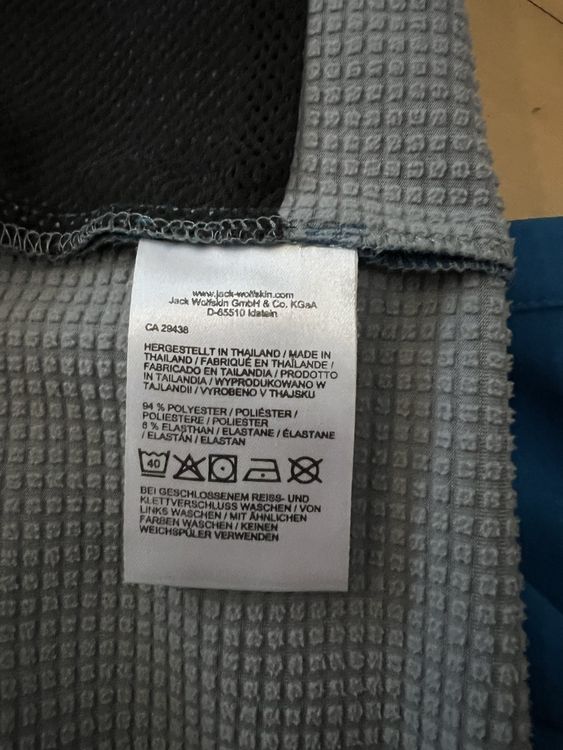 www.jack-wolfskin.com
Jack Wolfskin GmbH & Co. KGaA
D-65510 Idstein
CA 29438
HERGESTELLT IN THAILAND / MADE IN
THAILAND / FABRIQUÉ EN THAÏLANDE /
FABRICADO EN TAILANDIA / PRODOTTO
IN TAILANDIA / WYPRODUKOWANO W
TAJLANDII / VYROBENO V THAJSKU
94 % POLYESTER / POLIÉSTER /
POLIESTERE / POLIESTER
6 % ELASTHAN / ELASTANE / ÉLASTANE
/ ELASTÁN / ELASTAN
40
BEI GESCHLOSSENEM REISS- UND
KLETTVERSCHLUSS WASCHEN / VON
LINKS WASCHEN / MIT ÄHNLICHEN
FARBEN WASCHEN / KEINEN
WEICHSPÜLER VERWENDEN